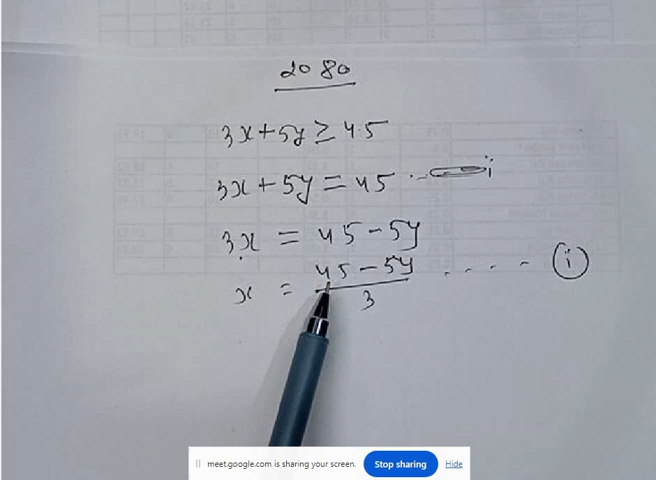 2080
3x+5y ≥ 45
3x+5y = 45 -- i
3x = 45-5y
x = 45-5y / 3 ---- (i)
meet.google.com is sharing your screen. Stop sharing Hide